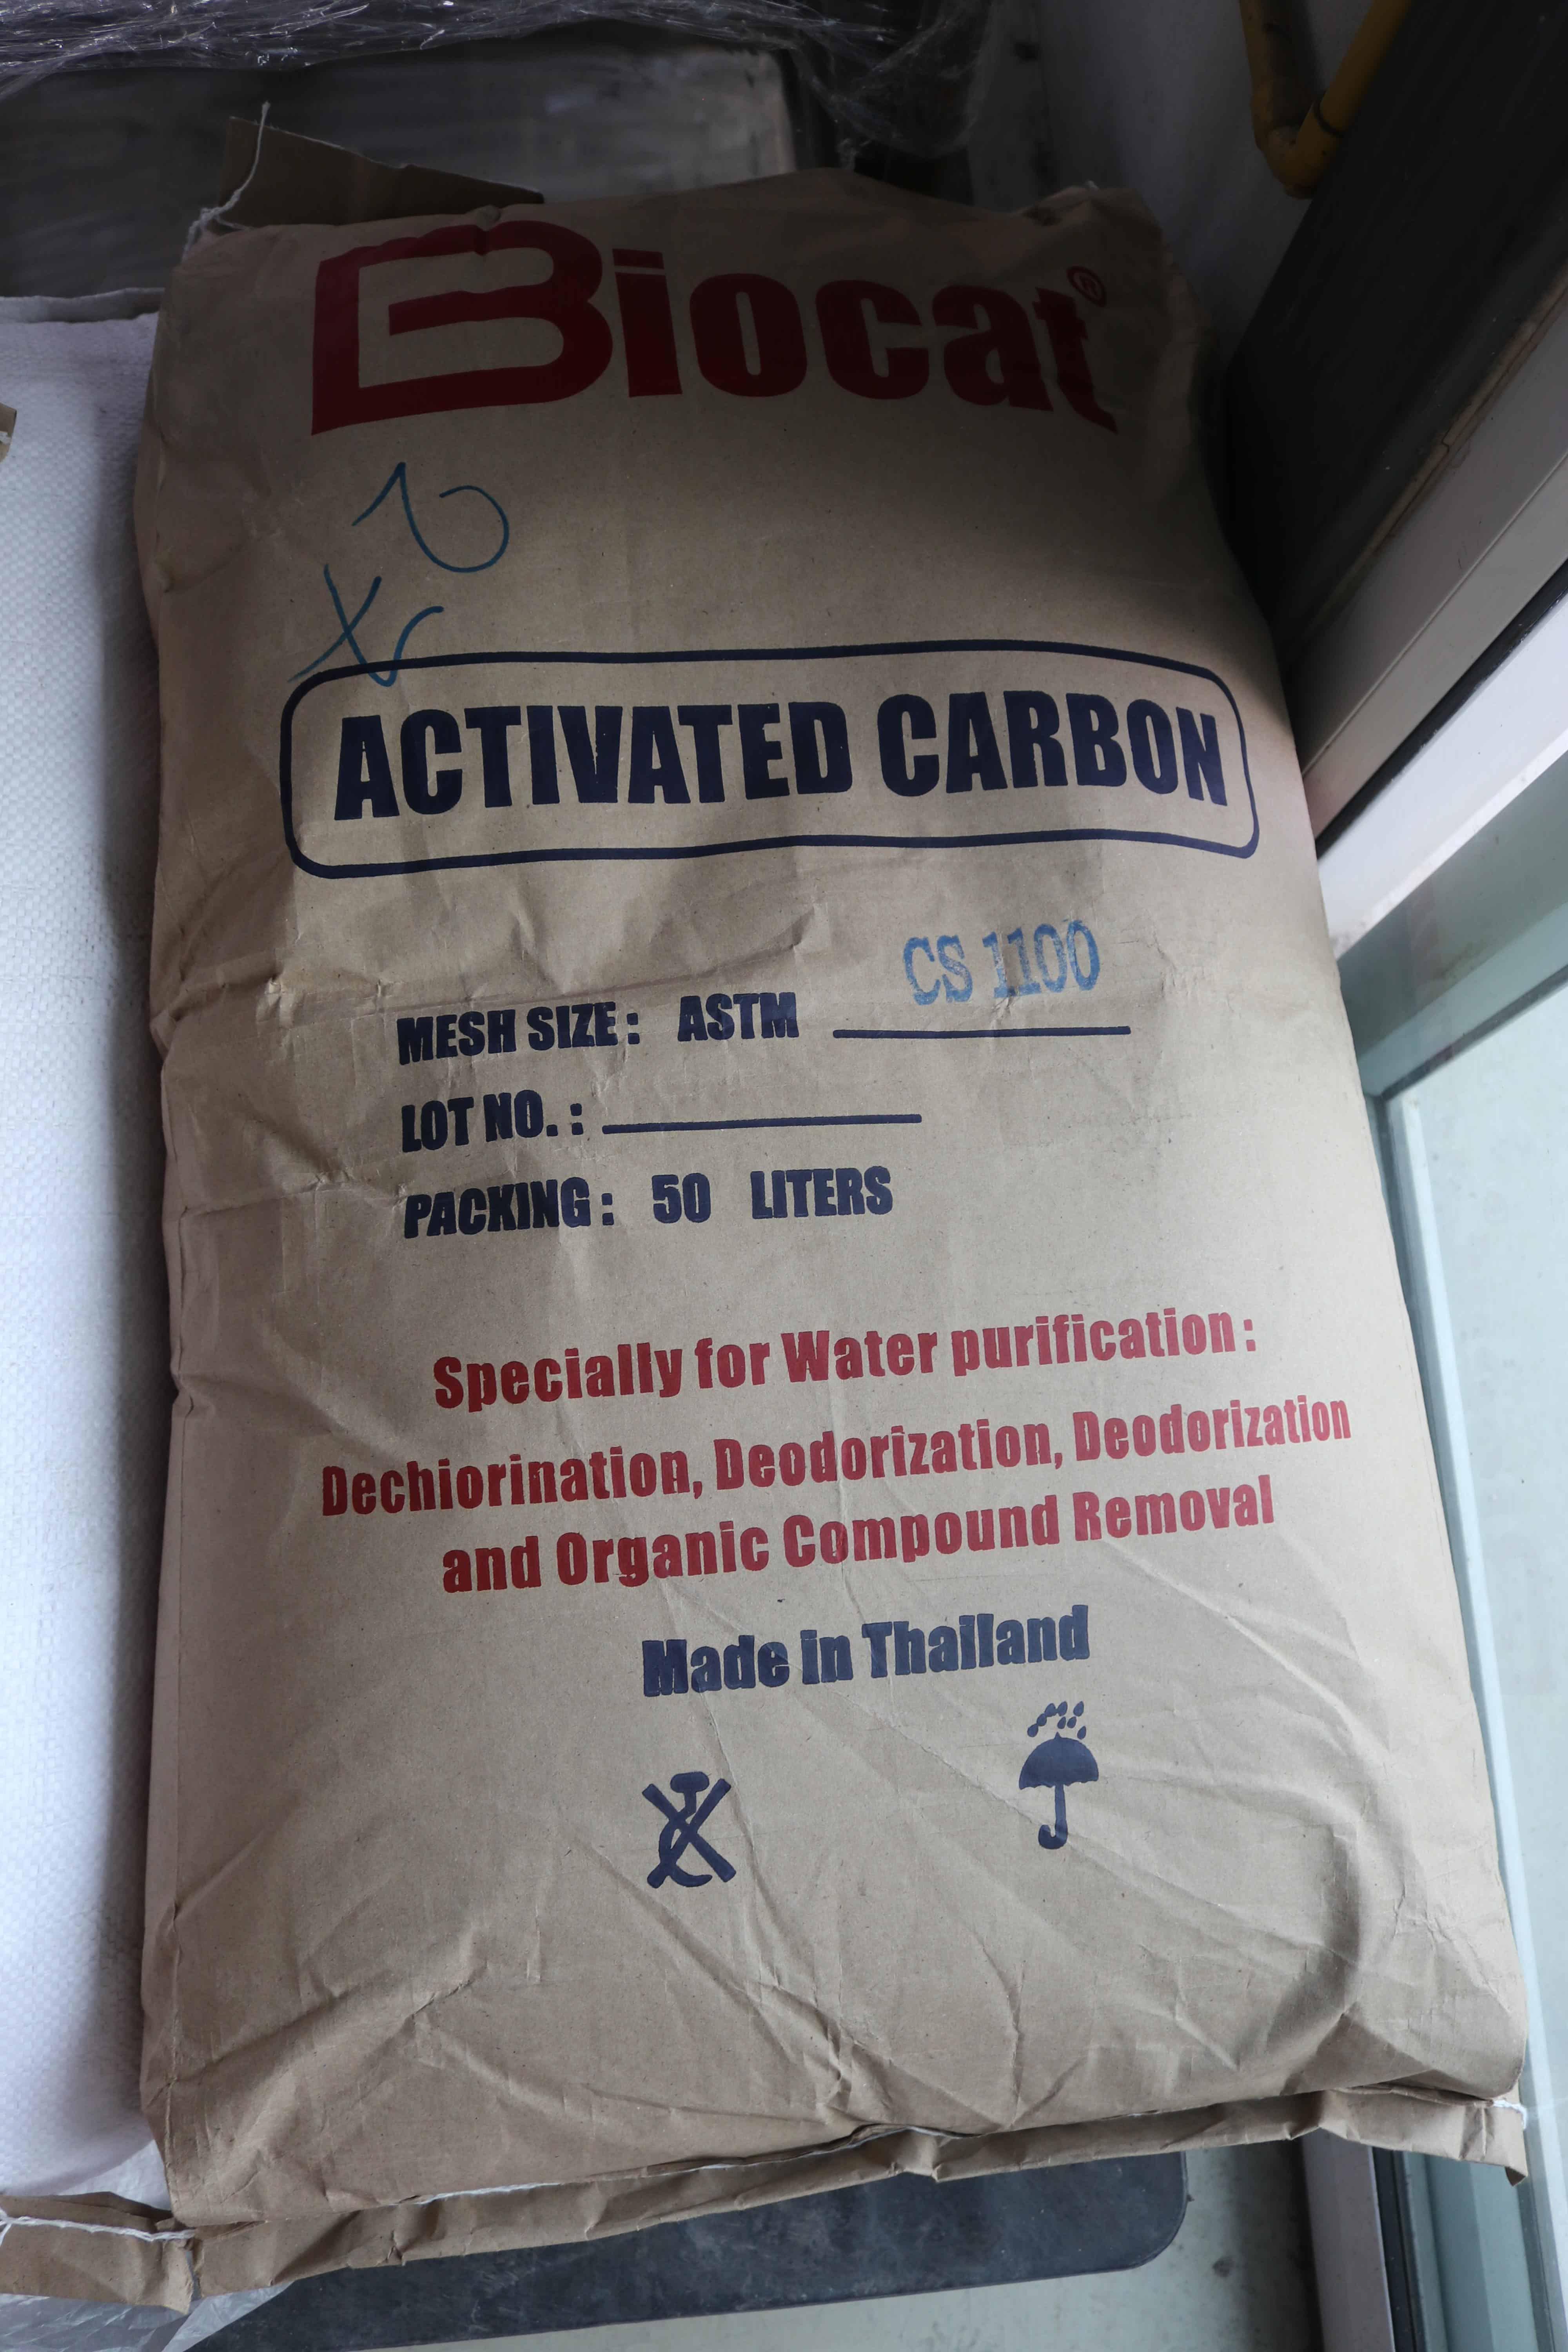 Biocat®
ACTIVATED CARBON
CS 1100
MESH SIZE: ASTM
LOT NO.:
PACKING: 50 LITERS
Specially for Water purification:
Dechiorination, Deodorization, Deodorization
and Organic Compound Removal
Made in Thailand